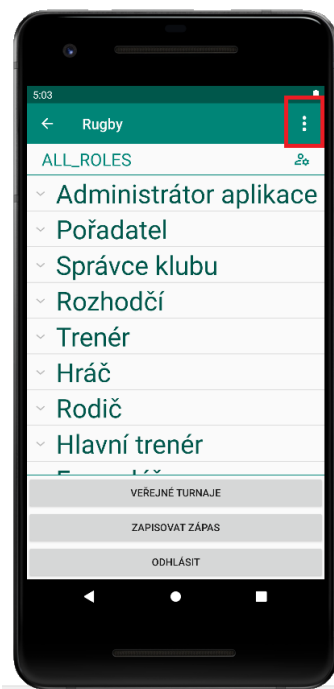 5:03
Rugby
ALL_ROLES
Administrátor aplikace
Pořadatel
Správce klubu
Rozhodčí
Trenér
Hráč
Rodič
Hlavní trenér
VEŘEJNÉ TURNAJE
ZAPISOVAT ZÁPAS
ODHLÁSIT